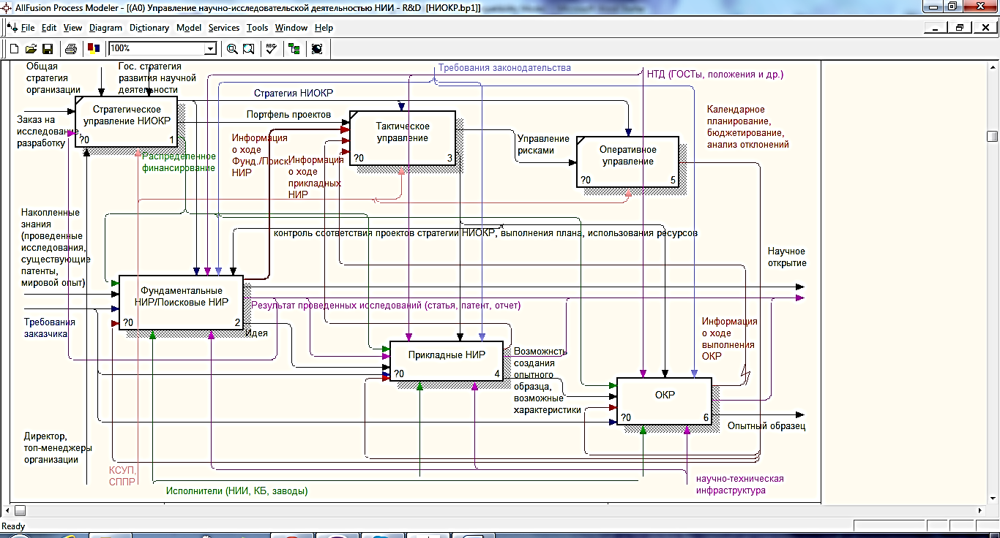 AllFusion Process Modeler - [(A0) Управление научно-исследовательской деятельностью НИИ - R&D [НИОКР.bp1]]
File Edit View Diagram Dictionary Model Services Tools Window Help
100%
Общая
стратегия
организации
Гос. стратегия
развития научной
деятельности
Требования законодательства
НТД (ГОСТы, положения и др.)
Стратегия НИОКР
Стратегическое
управление НИОКР
?0 1
Заказ на
исследование,
разработку
Портфель проектов
Тактическое
управление
?0 3
Календарное
планирование,
бюджетирование,
анализ отклонений
Информация
о ходе
Фунд./Поиск.
НИР
Распределенное
финансирование
Информация
о ходе
прикладных
НИР
Управление
рисками
Оперативное
управление
?0 5
Накопленные
знания
(проведенные
исследования,
существующие
патенты,
мировой опыт)
контроль соответствия проектов стратегии НИОКР, выполнения плана, использования ресурсов
Научное
открытие
Фундаментальные
НИР/Поисковые НИР
?0 2
Результат проведенных исследований (статья, патент, отчет)
Требования
заказчика
Идея
Информация
о ходе
выполнения
ОКР
Прикладные НИР
?0 4
Возможнсть
создания
опытного
образца,
возможные
характеристики
ОКР
?0 6
Опытный образец
Директор,
топ-менеджеры
организации
КСУП,
СППР
Исполнители (НИИ, КБ, заводы)
научно-техническая
инфраструктура
Ready